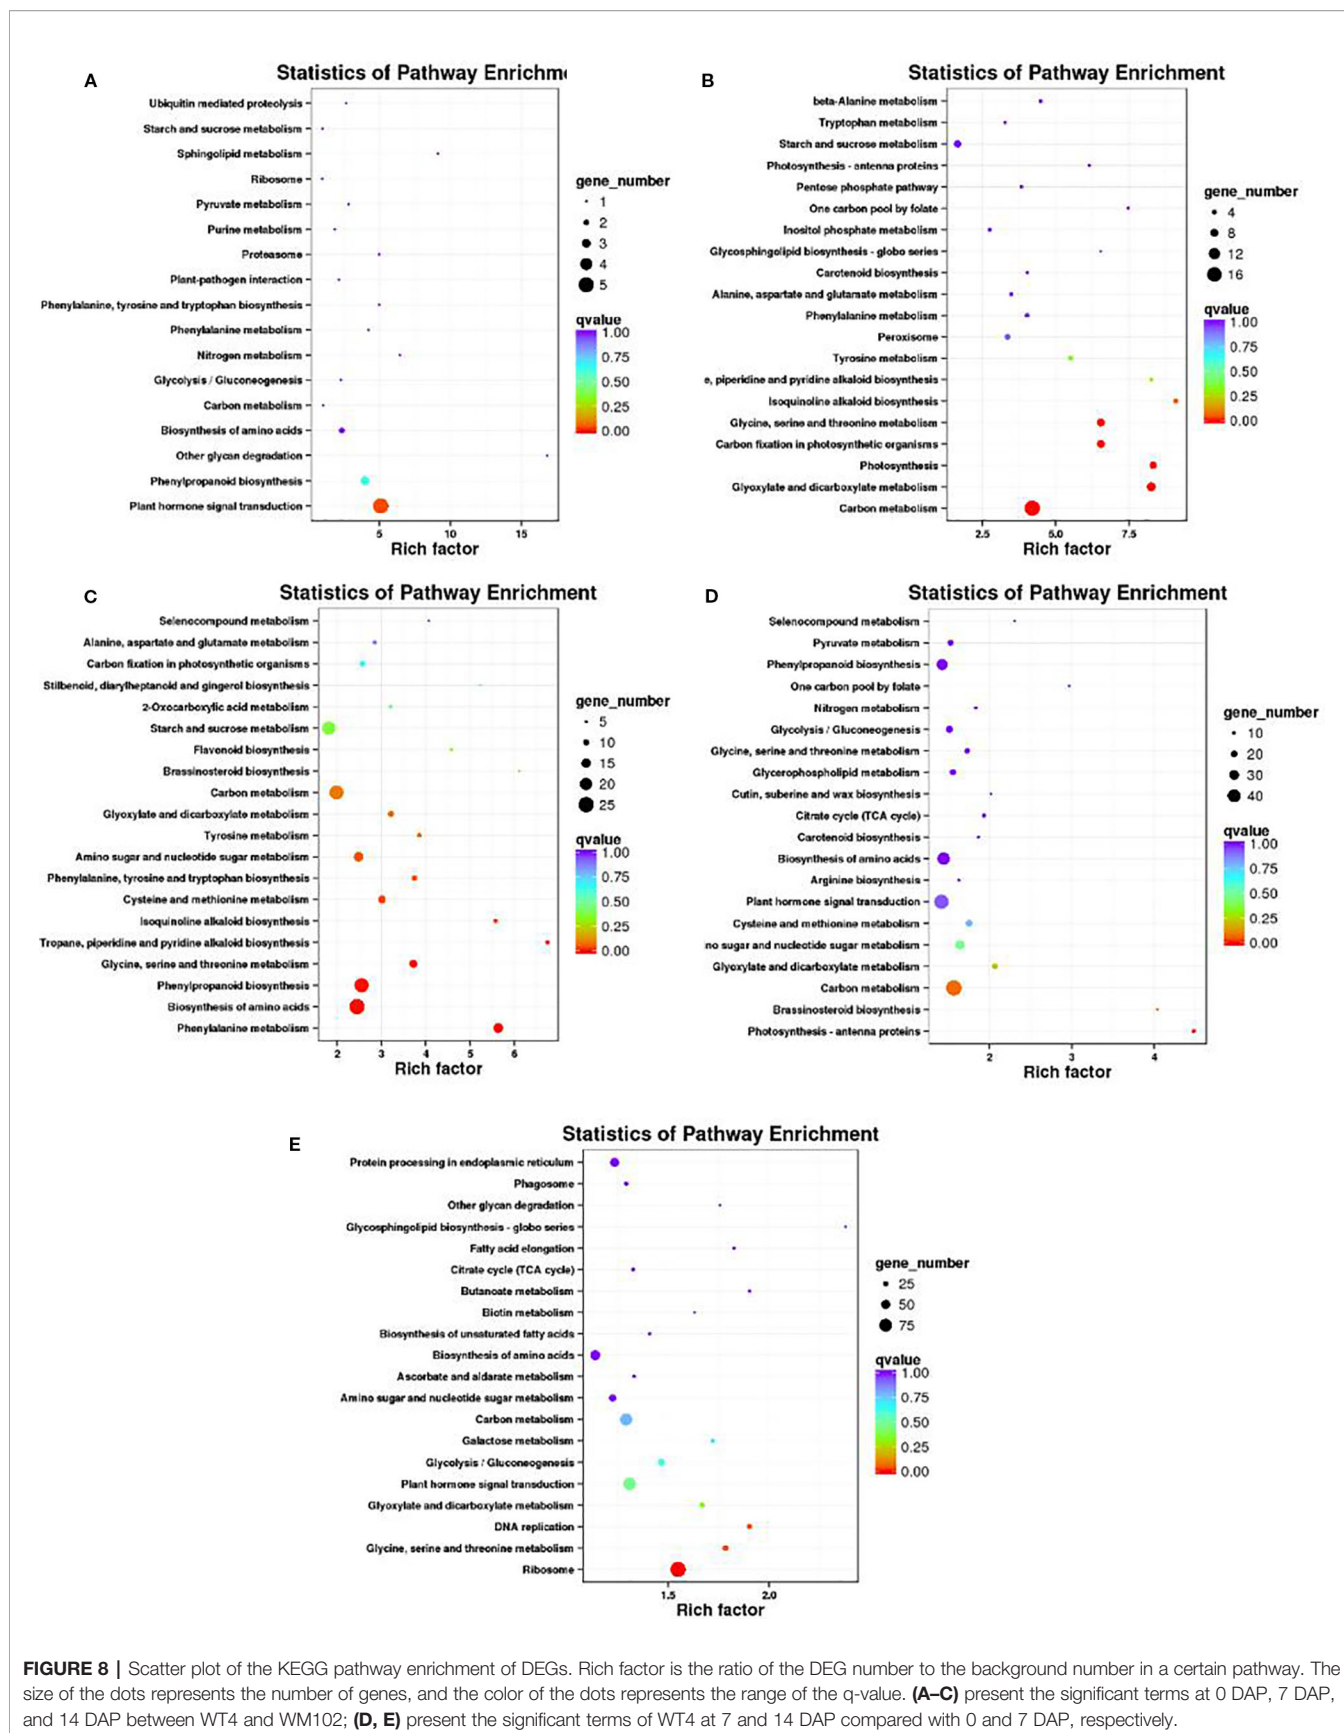 A
Statistics of Pathway Enrichm
Ubiquitin mediated proteolysis
Starch and sucrose metabolism
Sphingolipid metabolism
Ribosome
Pyruvate metabolism
Purine metabolism
Proteasome
Plant-pathogen interaction
Phenylalanine, tyrosine and tryptophan biosynthesis
Phenylalanine metabolism
Nitrogen metabolism
Glycolysis / Gluconeogenesis
Carbon metabolism
Biosynthesis of amino acids
Other glycan degradation
Phenylpropanoid biosynthesis
Plant hormone signal transduction
5 10 15
Rich factor
gene_number
1
2
3
4
5
qvalue
1.00
0.75
0.50
0.25
0.00
B
Statistics of Pathway Enrichment
beta-Alanine metabolism
Tryptophan metabolism
Starch and sucrose metabolism
Photosynthesis - antenna proteins
Pentose phosphate pathway
One carbon pool by folate
Inositol phosphate metabolism
Glycosphingolipid biosynthesis - globo series
Carotenoid biosynthesis
Alanine, aspartate and glutamate metabolism
Phenylalanine metabolism
Peroxisome
Tyrosine metabolism
e, piperidine and pyridine alkaloid biosynthesis
Isoquinoline alkaloid biosynthesis
Glycine, serine and threonine metabolism
Carbon fixation in photosynthetic organisms
Photosynthesis
Glyoxylate and dicarboxylate metabolism
Carbon metabolism
2.5 5.0 7.5
Rich factor
gene_number
4
8
12
16
qvalue
1.00
0.75
0.50
0.25
0.00
C
Statistics of Pathway Enrichment
Selenocompound metabolism
Alanine, aspartate and glutamate metabolism
Carbon fixation in photosynthetic organisms
Stilbenoid, diarylheptanoid and gingerol biosynthesis
2-Oxocarboxylic acid metabolism
Starch and sucrose metabolism
Flavonoid biosynthesis
Brassinosteroid biosynthesis
Carbon metabolism
Glyoxylate and dicarboxylate metabolism
Tyrosine metabolism
Amino sugar and nucleotide sugar metabolism
Phenylalanine, tyrosine and tryptophan biosynthesis
Cysteine and methionine metabolism
Isoquinoline alkaloid biosynthesis
Tropane, piperidine and pyridine alkaloid biosynthesis
Glycine, serine and threonine metabolism
Phenylpropanoid biosynthesis
Biosynthesis of amino acids
Phenylalanine metabolism
2 3 4 5 6
Rich factor
gene_number
5
10
15
20
25
qvalue
1.00
0.75
0.50
0.25
0.00
D
Statistics of Pathway Enrichment
Selenocompound metabolism
Pyruvate metabolism
Phenylpropanoid biosynthesis
One carbon pool by folate
Nitrogen metabolism
Glycolysis / Gluconeogenesis
Glycine, serine and threonine metabolism
Glycerophospholipid metabolism
Cutin, suberine and wax biosynthesis
Citrate cycle (TCA cycle)
Carotenoid biosynthesis
Biosynthesis of amino acids
Arginine biosynthesis
Plant hormone signal transduction
Cysteine and methionine metabolism
no sugar and nucleotide sugar metabolism
Glyoxylate and dicarboxylate metabolism
Carbon metabolism
Brassinosteroid biosynthesis
Photosynthesis - antenna proteins
2 3 4
Rich factor
gene_number
10
20
30
40
qvalue
1.00
0.75
0.50
0.25
0.00
E
Statistics of Pathway Enrichment
Protein processing in endoplasmic reticulum
Phagosome
Other glycan degradation
Glycosphingolipid biosynthesis - globo series
Fatty acid elongation
Citrate cycle (TCA cycle)
Butanoate metabolism
Biotin metabolism
Biosynthesis of unsaturated fatty acids
Biosynthesis of amino acids
Ascorbate and aldarate metabolism
Amino sugar and nucleotide sugar metabolism
Carbon metabolism
Galactose metabolism
Glycolysis / Gluconeogenesis
Plant hormone signal transduction
Glyoxylate and dicarboxylate metabolism
DNA replication
Glycine, serine and threonine metabolism
Ribosome
1.5 2.0
Rich factor
gene_number
25
50
75
qvalue
1.00
0.75
0.50
0.25
0.00
FIGURE 8 | Scatter plot of the KEGG pathway enrichment of DEGs. Rich factor is the ratio of the DEG number to the background number in a certain pathway. The
size of the dots represents the number of genes, and the color of the dots represents the range of the q-value. (A–C) present the significant terms at 0 DAP, 7 DAP,
and 14 DAP between WT4 and WM102; (D, E) present the significant terms of WT4 at 7 and 14 DAP compared with 0 and 7 DAP, respectively.